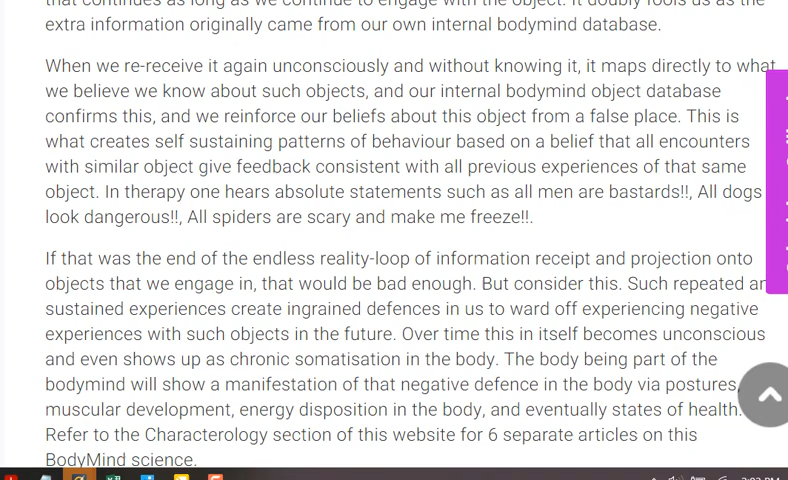 that continues as long as we continue to engage with the object. It doubly fools us as the
extra information originally came from our own internal bodymind database.
When we re-receive it again unconsciously and without knowing it, it maps directly to what
we believe we know about such objects, and our internal bodymind object database
confirms this, and we reinforce our beliefs about this object from a false place. This is
what creates self sustaining patterns of behaviour based on a belief that all encounters
with similar object give feedback consistent with all previous experiences of that same
object. In therapy one hears absolute statements such as all men are bastards!!, All dogs
look dangerous!!, All spiders are scary and make me freeze!!.
If that was the end of the endless reality-loop of information receipt and projection onto
objects that we engage in, that would be bad enough. But consider this. Such repeated
sustained experiences create ingrained defences in us to ward off experiencing negative
experiences with such objects in the future. Over time this in itself becomes unconscious
and even shows up as chronic somatisation in the body. The body being part of the
bodymind will show a manifestation of that negative defence in the body via postures,
muscular development, energy disposition in the body, and eventually states of health.
Refer to the Characterology section of this website for 6 separate articles on this
BodyMind science.